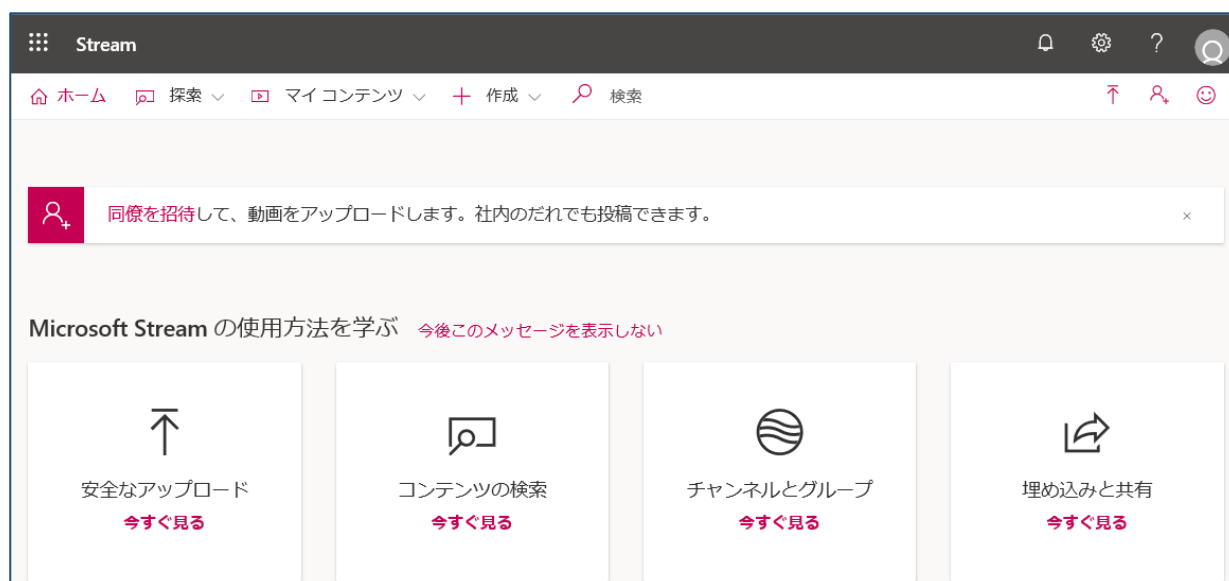 Stream
?
ホーム 探索 マイ コンテンツ 作成 検索
同僚を招待して、動画をアップロードします。社内のだれでも投稿できます。
Microsoft Stream の使用方法を学ぶ 今後このメッセージを表示しない
安全なアップロード コンテンツの検索 チャンネルとグループ 埋め込みと共有
今すぐ見る 今すぐ見る 今すぐ見る 今すぐ見る